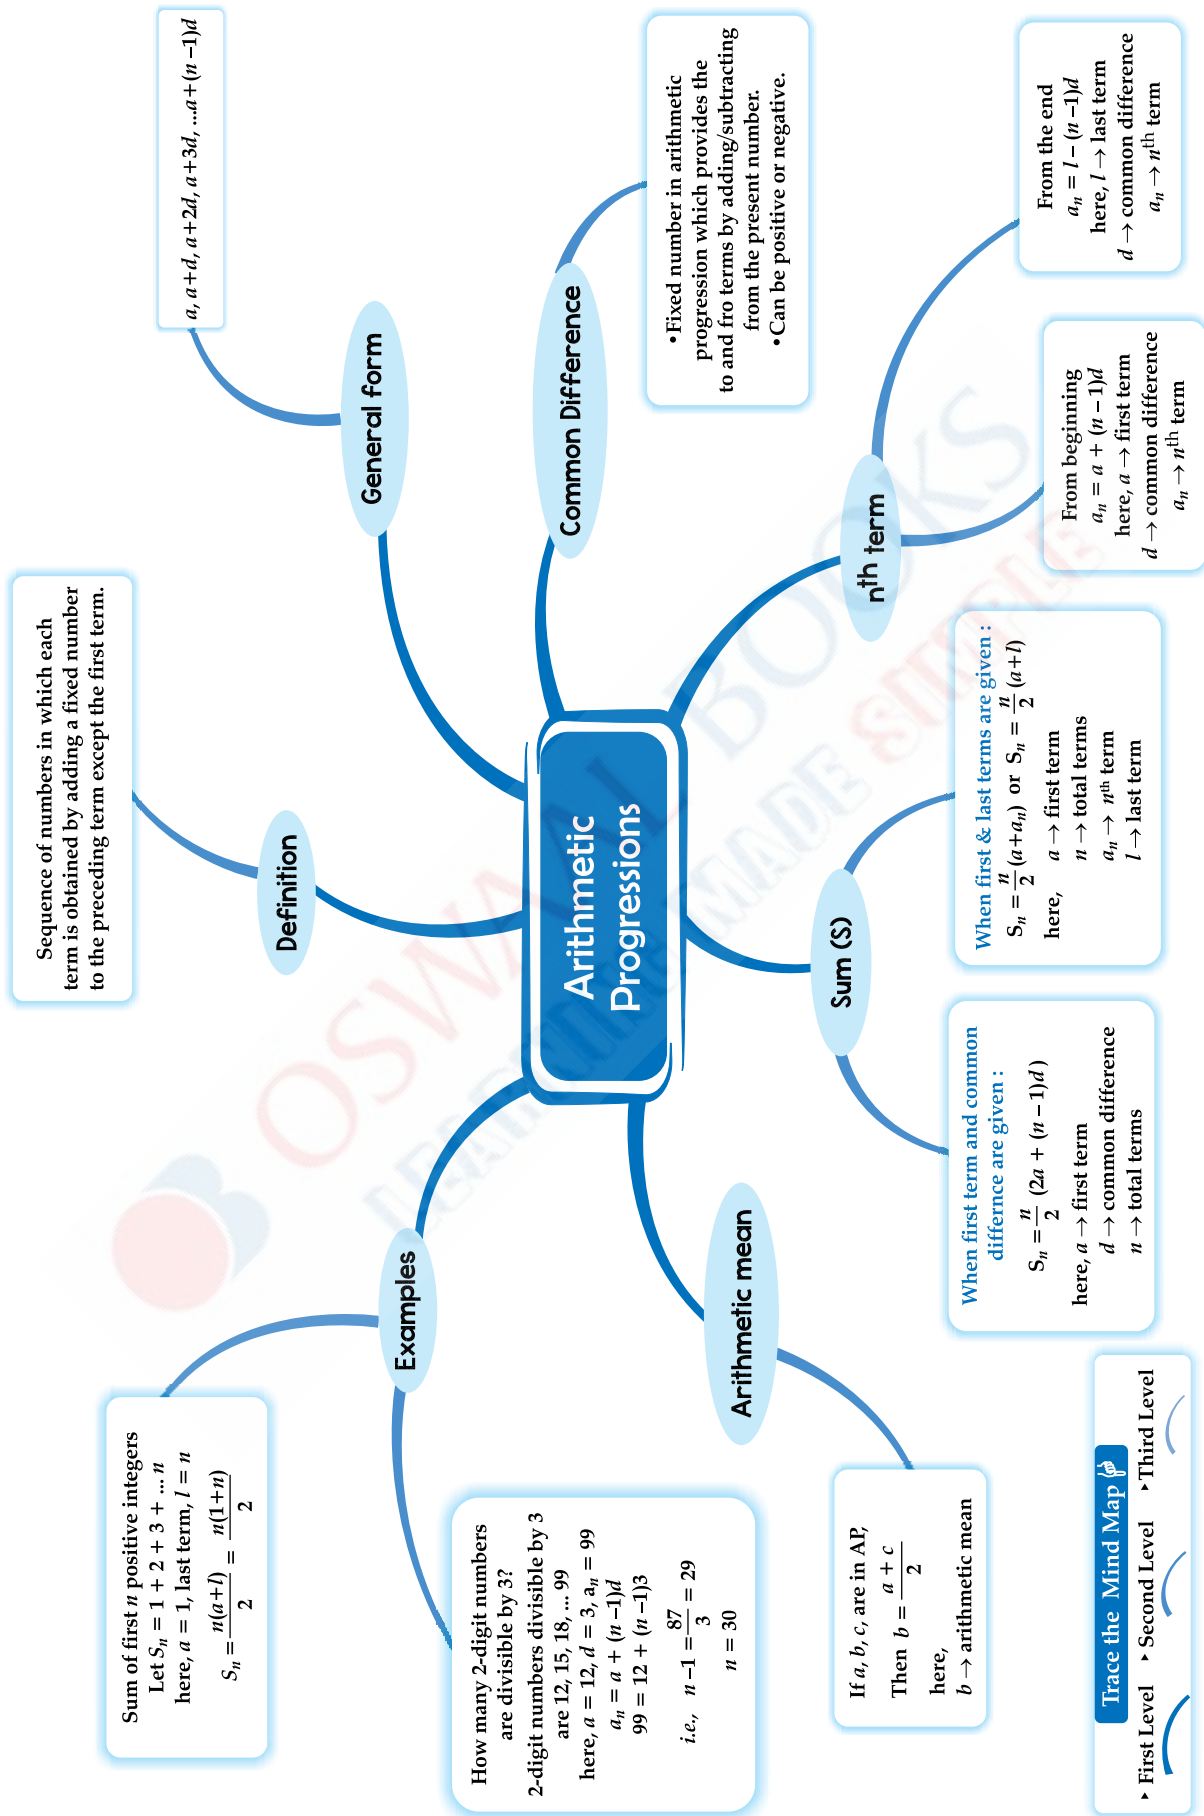 Sum of first n positive integers
Let Sn = 1 + 2 + 3 + ... n
here, a = 1, last term, l = n
Sn = n(a+l)/2 = n(1+n)/2
How many 2-digit numbers
are divisible by 3?
2-digit numbers divisible by 3
are 12, 15, 18, ... 99
here, a = 12, d = 3, an = 99
an = a + (n –1)d
99 = 12 + (n –1)3
i.e., n –1 = 87/3 = 29
n = 30
Examples
Sequence of numbers in which each
term is obtained by adding a fixed number
to the preceding term except the first term.
Definition
a, a+d, a+2d, a+3d, ...a+(n –1)d
General form
Arithmetic
Progressions
Common Difference
•Fixed number in arithmetic
progression which provides the
to and fro terms by adding/subtracting
from the present number.
•Can be positive or negative.
nth term
From the end
an = l – (n –1)d
here, l → last term
d → common difference
an → nth term
From beginning
an = a + (n – 1)d
here, a → first term
d → common difference
an → nth term
Sum (S)
When first & last terms are given :
Sn = n/2 (a+an) or Sn = n/2 (a+l)
here, a → first term
n → total terms
an → nth term
l → last term
When first term and common
differnce are given :
Sn = n/2 (2a + (n – 1)d )
here, a → first term
d → common difference
n → total terms
Arithmetic mean
If a, b, c, are in AP,
Then b = a + c/2
here,
b → arithmetic mean
Trace the Mind Map
▸ First Level ▸ Second Level ▸ Third Level
OSWAAL BOOKS
LEARNING MADE SIMPLE